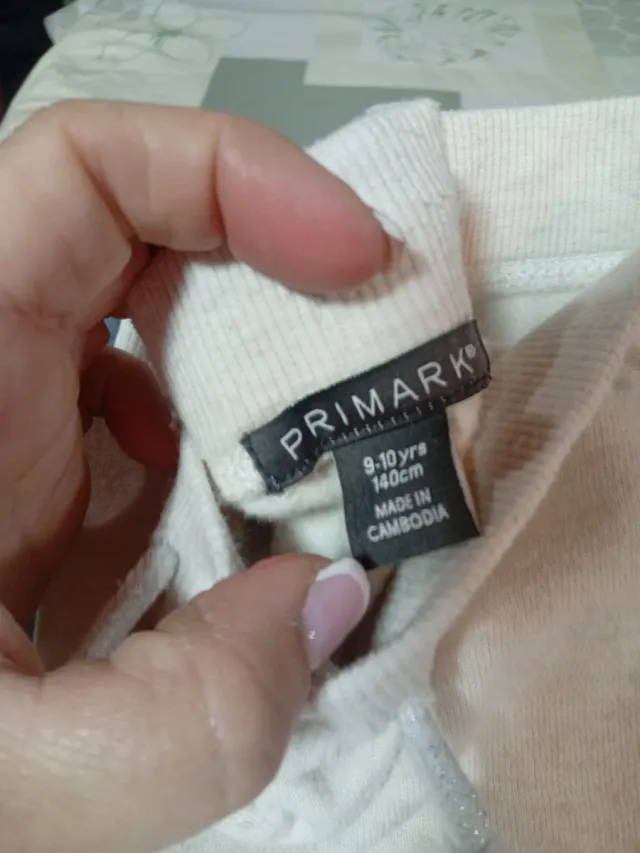 PRIMARK®
9-10 yrs
140cm
MADE IN
CAMBODIA